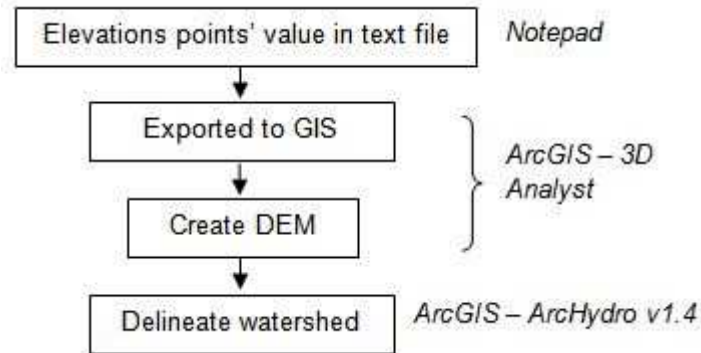 Elevations points' value in text file
Notepad
Exported to GIS
ArcGIS – 3D
Analyst
Create DEM
Delineate watershed
ArcGIS – ArcHydro v1.4